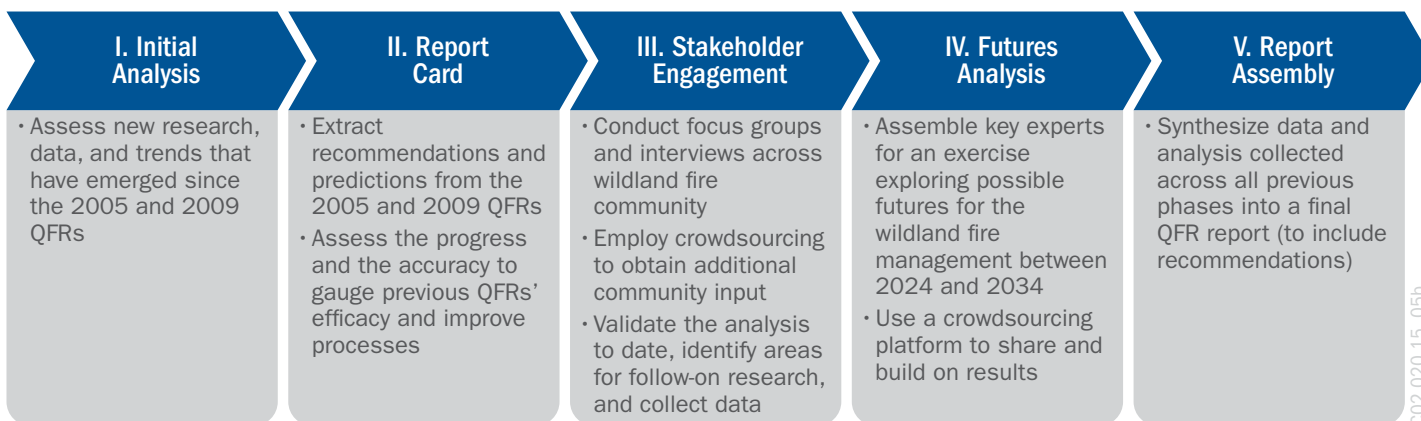 I. Initial
Analysis
• Assess new research,
data, and trends that
have emerged since
the 2005 and 2009
QFRs
II. Report
Card
• Extract
recommendations and
predictions from the
2005 and 2009 QFRs
• Assess the progress
and the accuracy to
gauge previous QFRs'
efficacy and improve
processes
III. Stakeholder
Engagement
• Conduct focus groups
and interviews across
wildland fire
community
• Employ crowdsourcing
to obtain additional
community input
• Validate the analysis
to date, identify areas
for follow-on research,
and collect data
IV. Futures
Analysis
• Assemble key experts
for an exercise
exploring possible
futures for the
wildland fire
management between
2024 and 2034
• Use a crowdsourcing
platform to share and
build on results
V. Report
Assembly
• Synthesize data and
analysis collected
across all previous
phases into a final
QFR report (to include
recommendations)